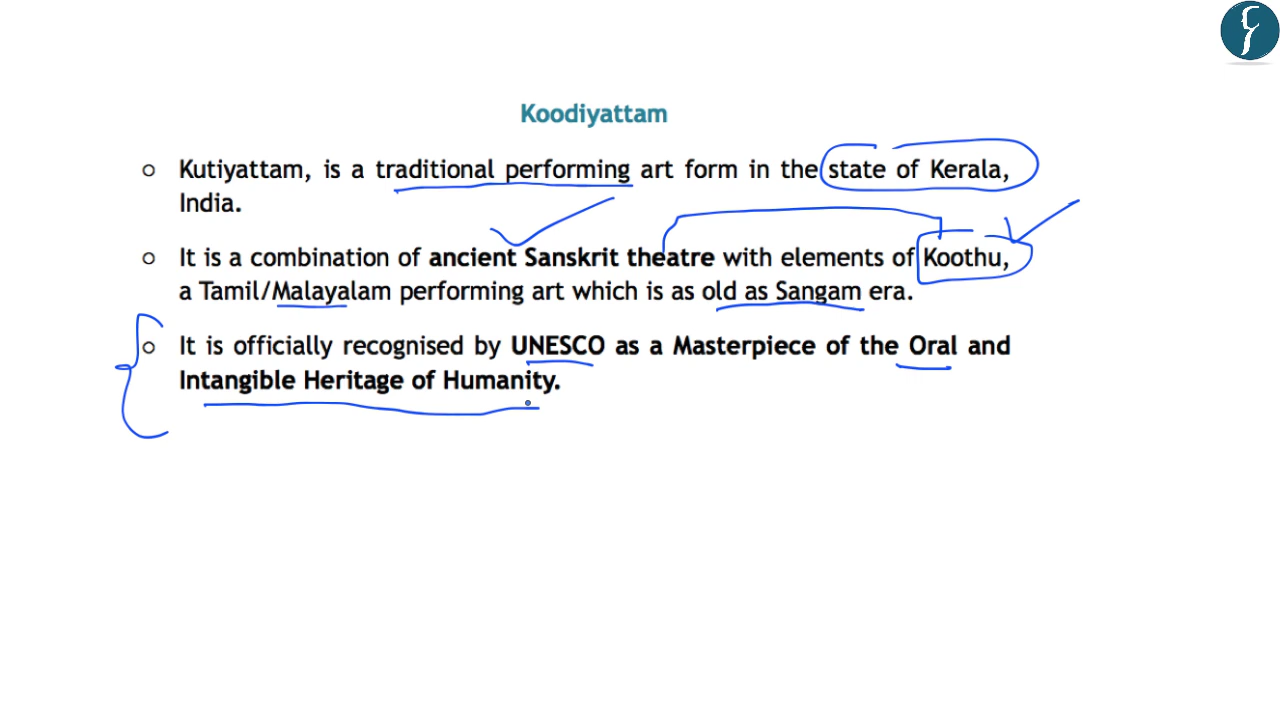 Koodiyattam
○ Kutiyattam, is a traditional performing art form in the state of Kerala,
India.
○ It is a combination of ancient Sanskrit theatre with elements of Koothu,
a Tamil/Malayalam performing art which is as old as Sangam era.
○ It is officially recognised by UNESCO as a Masterpiece of the Oral and
Intangible Heritage of Humanity.